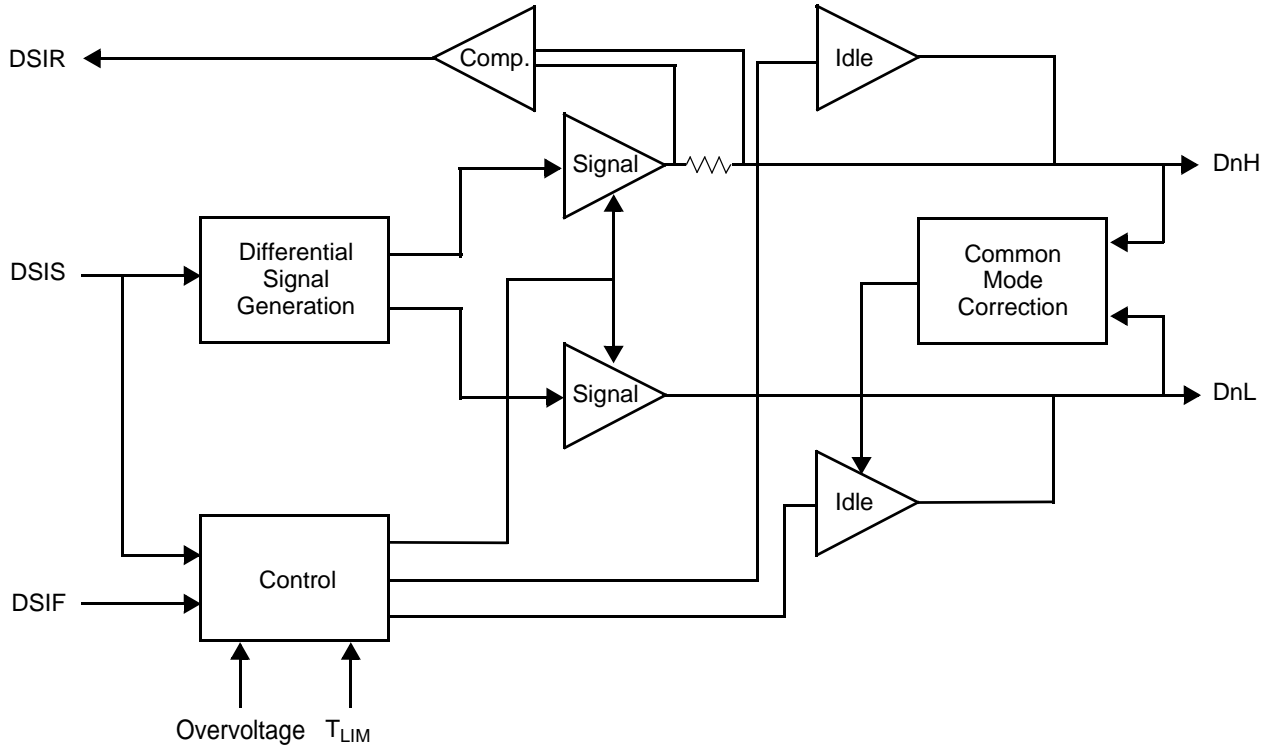 DSIR
Comp.
Idle
Signal
DnH
DSIS
Differential
Signal
Generation
Common
Mode
Correction
Signal
DnL
Idle
Control
DSIF
Overvoltage
TLIM